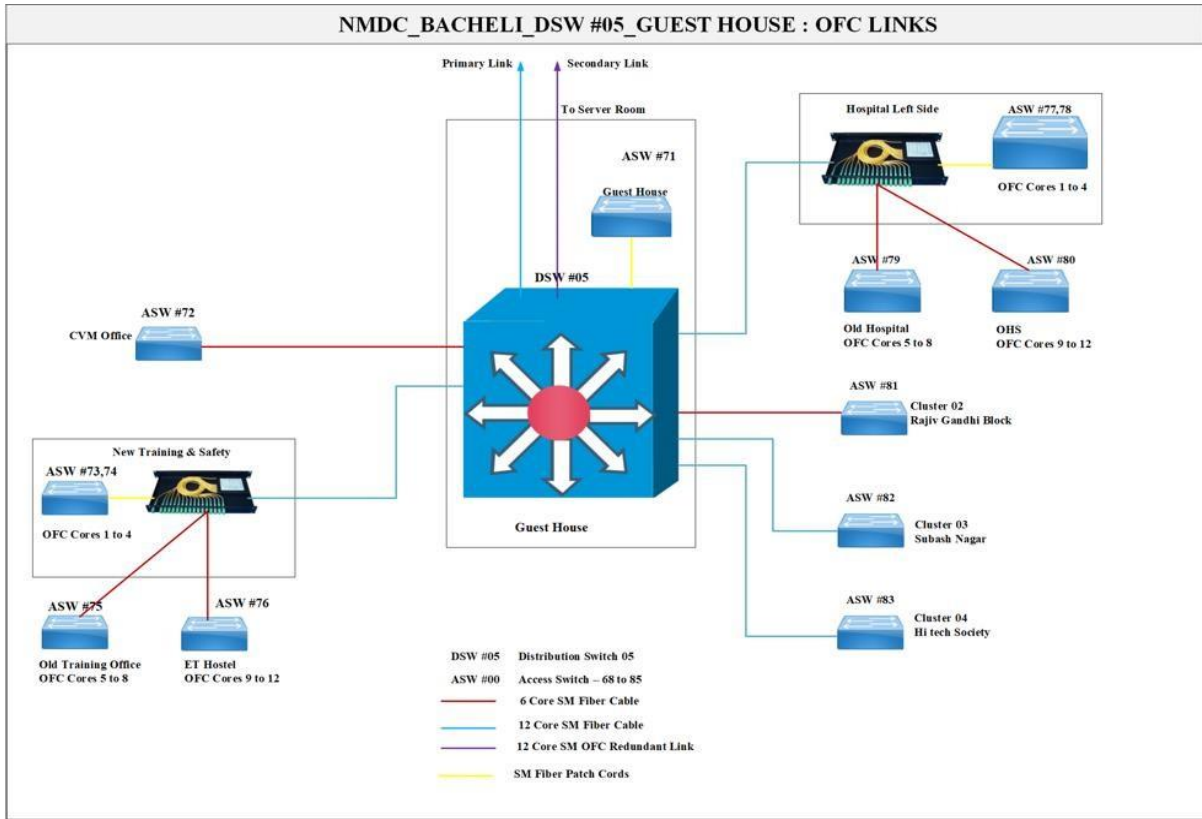 NMDC_BACHELI_DSW #05_GUEST HOUSE : OFC LINKS
Primary Link
Secondary Link
To Server Room
ASW #71
Guest House
DSW #05
Guest House
Hospital Left Side
ASW #77,78
OFC Cores 1 to 4
ASW #79
Old Hospital
OFC Cores 5 to 8
ASW #80
OHS
OFC Cores 9 to 12
ASW #72
CVM Office
ASW #81
Cluster 02
Rajiv Gandhi Block
New Training & Safety
ASW #73,74
OFC Cores 1 to 4
ASW #82
Cluster 03
Subash Nagar
ASW #75
Old Training Office
OFC Cores 5 to 8
ASW #76
ET Hostel
OFC Cores 9 to 12
ASW #83
Cluster 04
Hi tech Society
DSW #05 Distribution Switch 05
ASW #00 Access Switch – 68 to 85
6 Core SM Fiber Cable
12 Core SM Fiber Cable
12 Core SM OFC Redundant Link
SM Fiber Patch Cords